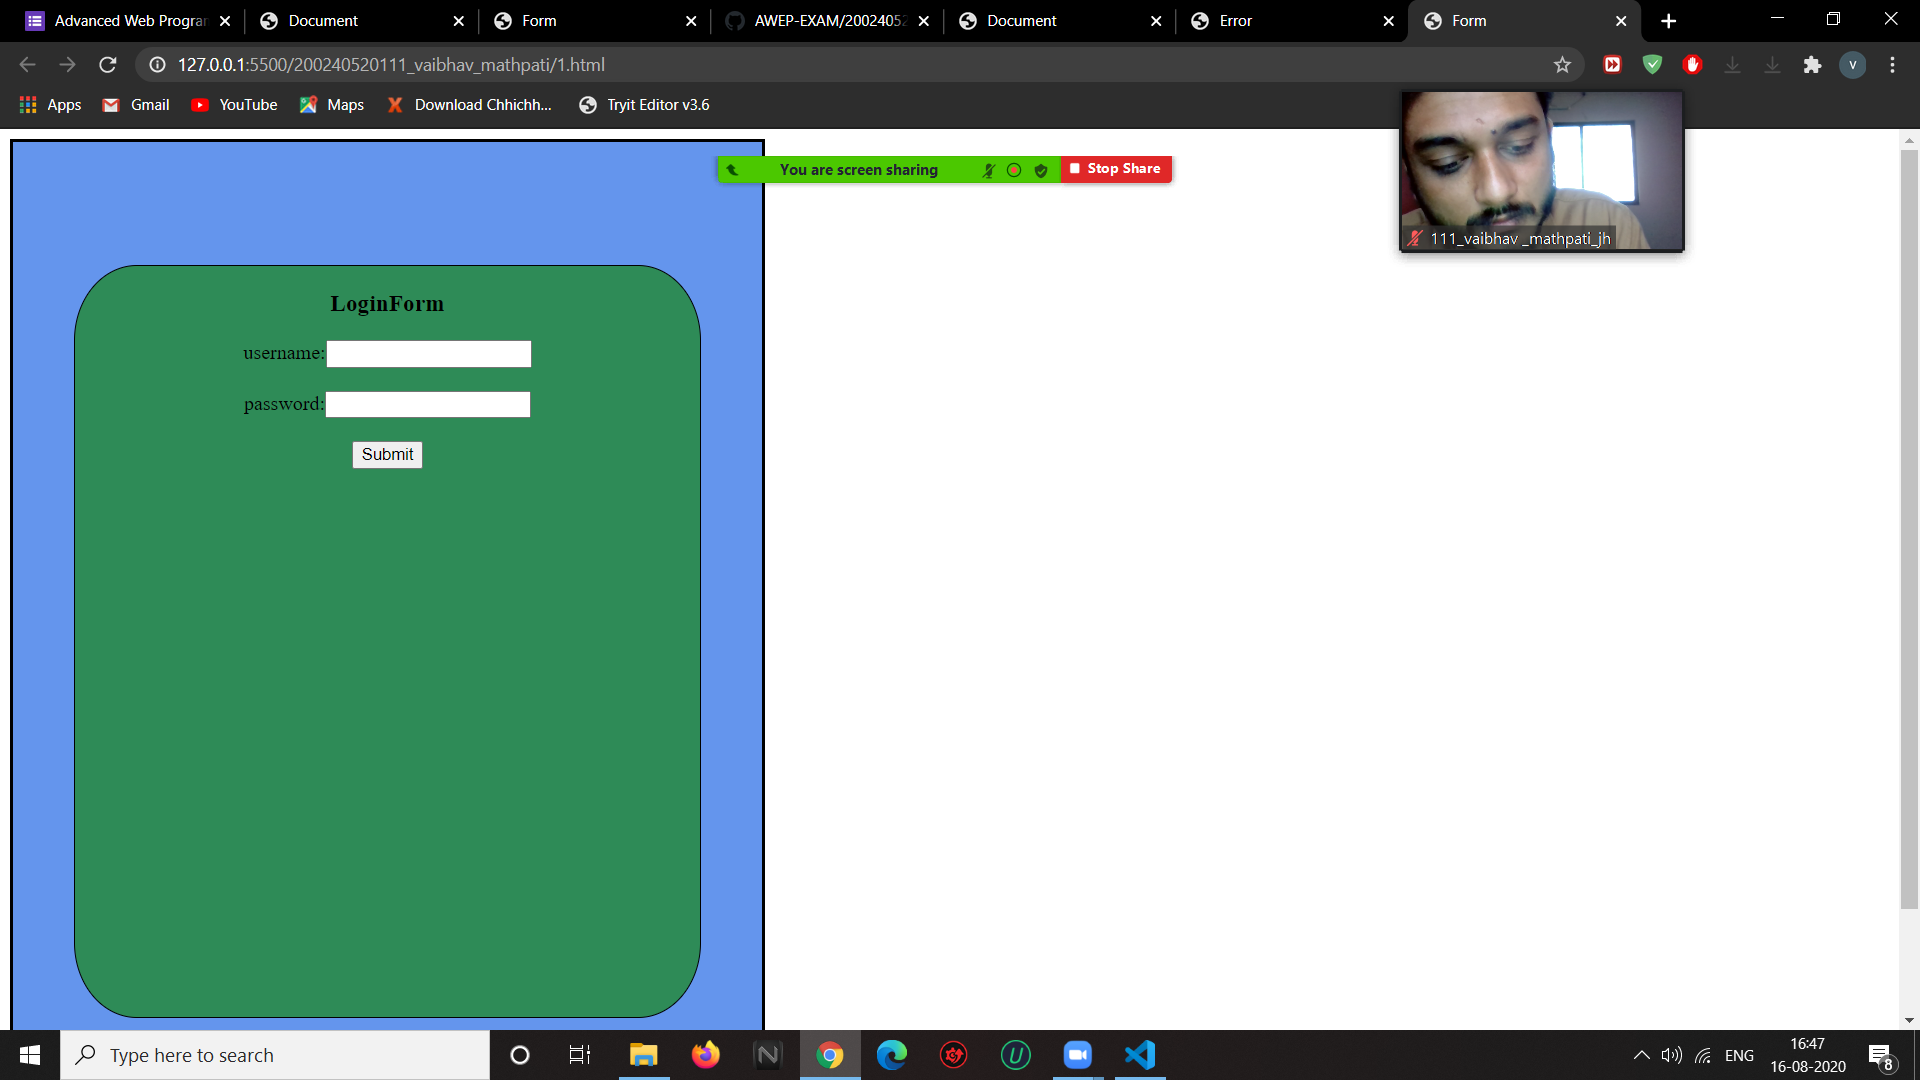 Advanced Web Progra
Document
Form
AWEP-EXAM/20024052
Document
Error
Form
127.0.0.1:5500/200240520111_vaibhav_mathpati/1.html
V
Apps
Gmail
YouTube
Maps
Download Chhichh...
Tryit Editor v3.6
You are screen sharing
Stop Share
111_vaibhav _mathpati_jh
LoginForm
username:
password:
Submit
Type here to search
N
U
ENG
16:47
16-08-2020
8